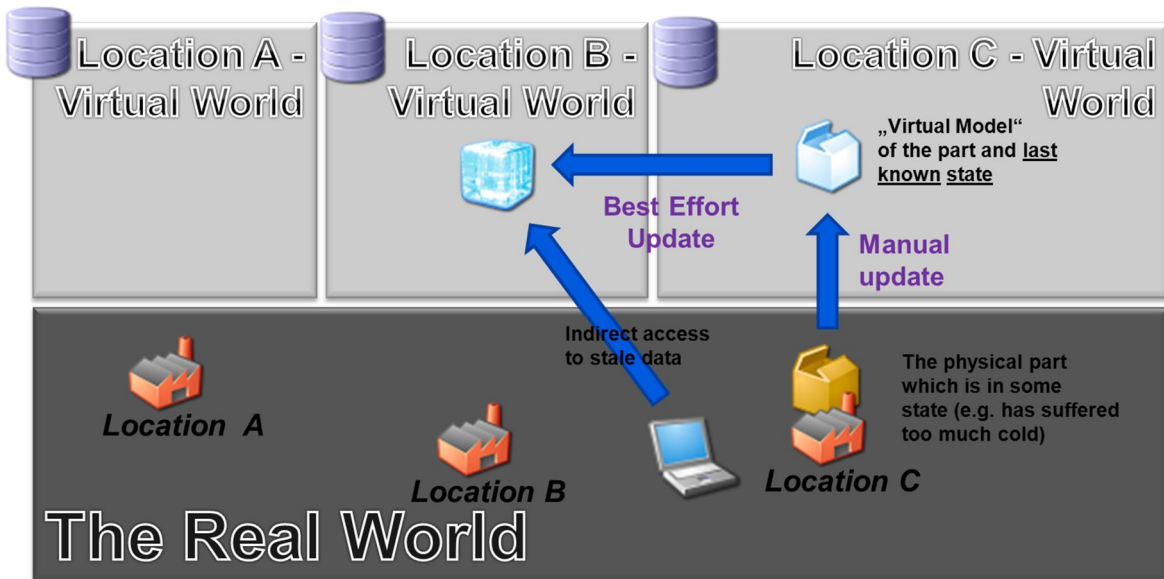 Location A -
Virtual World
Location B -
Virtual World
Location C - Virtual
World
„Virtual Model“
of the part and last
known state
Best Effort
Update
Manual
update
Indirect access
to stale data
The physical part
which is in some
state (e.g. has suffered
too much cold)
Location  A
Location B
Location C
The Real World